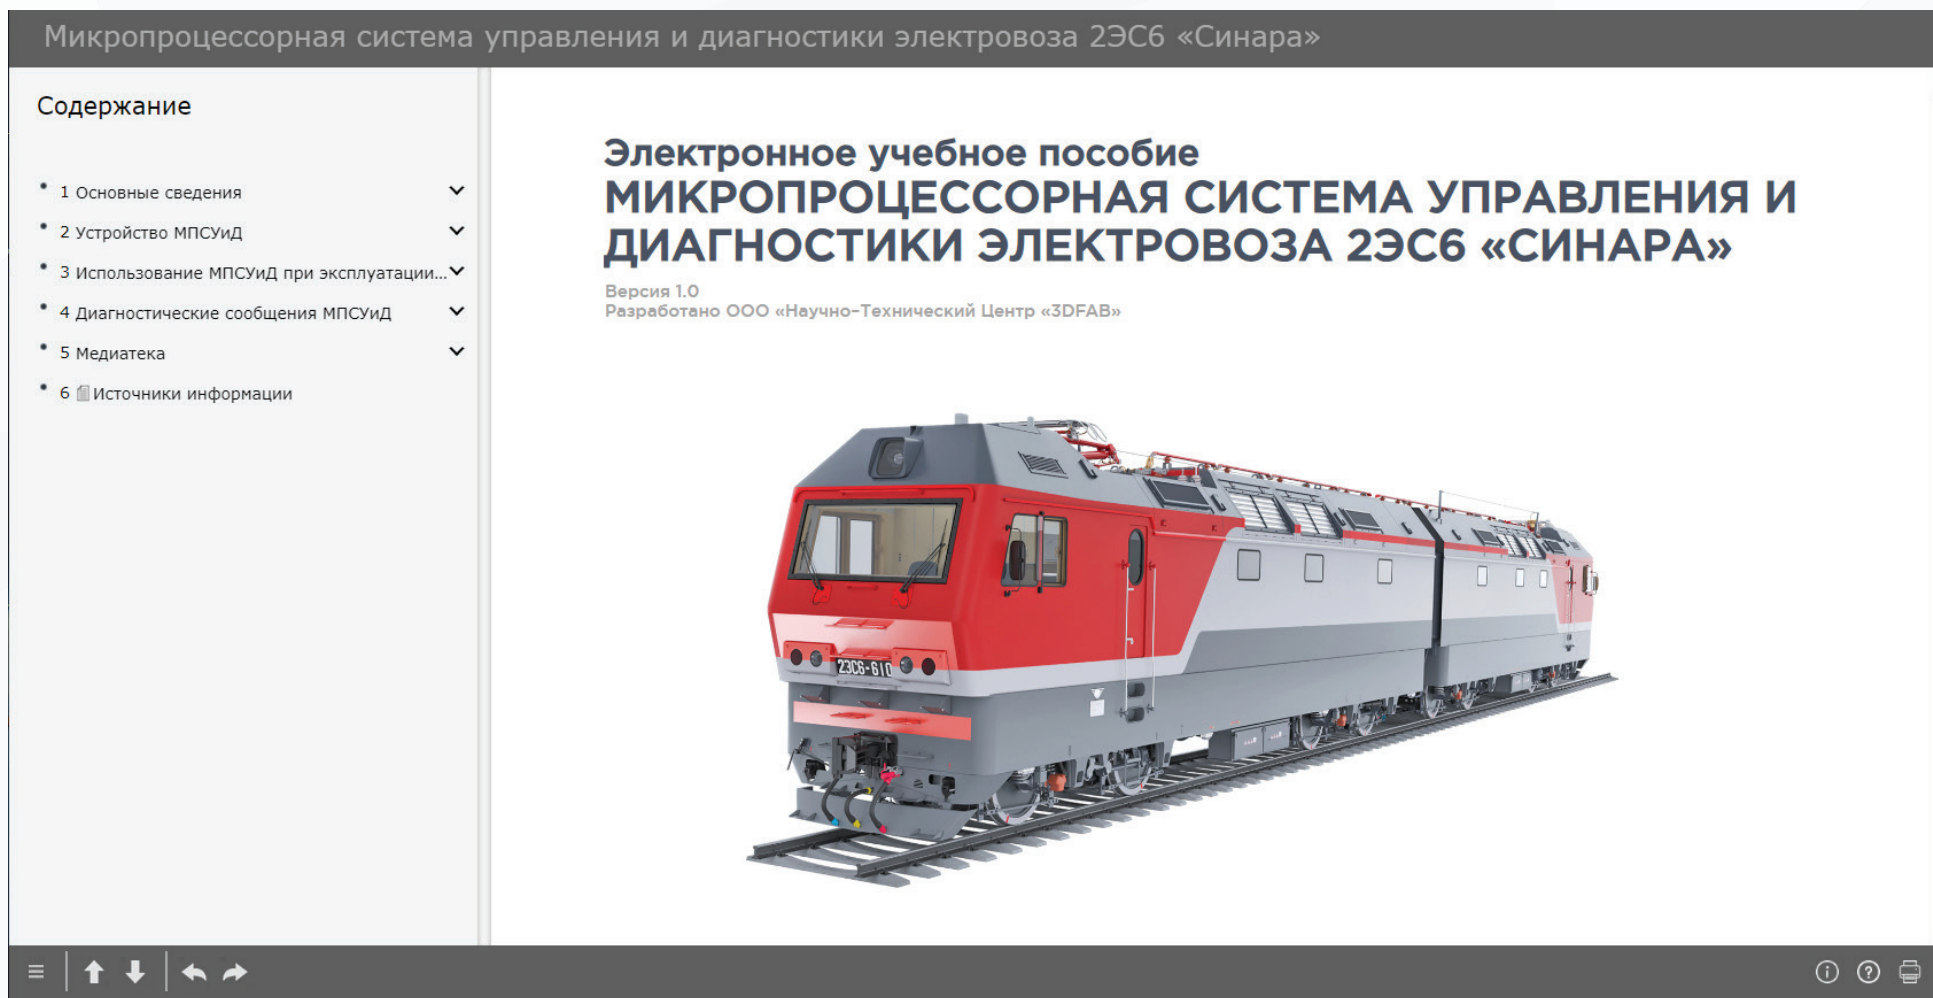 Микропроцессорная система управления и диагностики электровоза 2ЭС6 «Синара»
Содержание
1 Основные сведения
2 Устройство МПСУиД
3 Использование МПСУиД при эксплуатации...
4 Диагностические сообщения МПСУиД
5 Медиатека
6 Источники информации
Электронное учебное пособие
МИКРОПРОЦЕССОРНАЯ СИСТЕМА УПРАВЛЕНИЯ И
ДИАГНОСТИКИ ЭЛЕКТРОВОЗА 2ЭС6 «СИНАРА»
Версия 1.0
Разработано ООО «Научно-Технический Центр «3DFAB»
2ЭС6-610